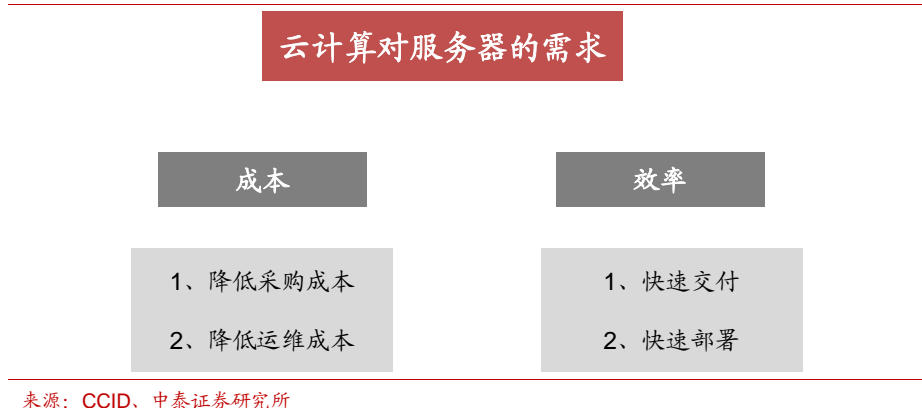 云计算对服务器的需求
成本
效率
1、降低采购成本
2、降低运维成本
1、快速交付
2、快速部署
来源：CCID、中泰证券研究所